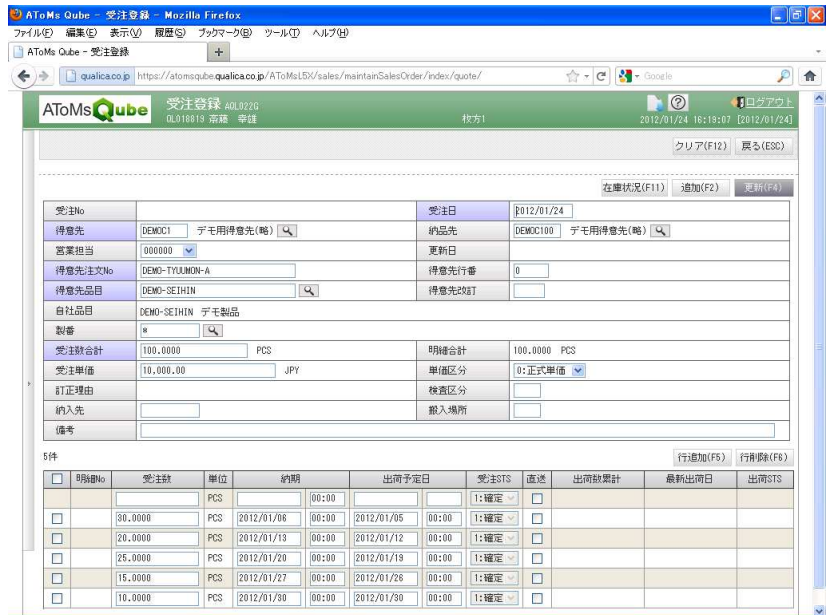 AToMs Qube - 受注登録 - Mozilla Firefox
ファイル(F) 編集(E) 表示(V) 履歴(S) ブックマーク(B) ツール(T) ヘルプ(H)
AToMs Qube - 受注登録 +
qualica.co.jp https://atomsqube.qualica.co.jp/AToMsL5X/sales/maintainSalesOrder/index/quote/ Google
AToMs Qube 受注登録 AOL022G ログアウト
OL018819 斎藤 幸雄 枚方1 2012/01/24 16:19:07 [2012/01/24]
クリア(F12) 戻る(ESC)
在庫状況(F11) 追加(F2) 更新(F4)
受注No 受注日 2012/01/24
得意先 DEMOC1 デモ用得意先(略) 納品先 DEMOC100 デモ用得意先(略)
営業担当 000000 更新日
得意先注文No DEMO-TYUUMON-A 得意先行番 0
得意先品目 DEMO-SEIHIN 得意先改訂
自社品目 DEMO-SEIHIN デモ製品
製番 *
受注数合計 100.0000 PCS 明細合計 100.0000 PCS
受注単価 10,000.00 JPY 単価区分 0:正式単価
訂正理由 検査区分
納入先 搬入場所
備考
5件 行追加(F5) 行削除(F6)
明細No 受注数 単位 納期 出荷予定日 受注STS 直送 出荷数累計 最新出荷日 出荷STS
PCS 00:00 1:確定
30.0000 PCS 2012/01/06 00:00 2012/01/05 00:00 1:確定
20.0000 PCS 2012/01/13 00:00 2012/01/12 00:00 1:確定
25.0000 PCS 2012/01/20 00:00 2012/01/19 00:00 1:確定
15.0000 PCS 2012/01/27 00:00 2012/01/26 00:00 1:確定
10.0000 PCS 2012/01/30 00:00 2012/01/30 00:00 1:確定